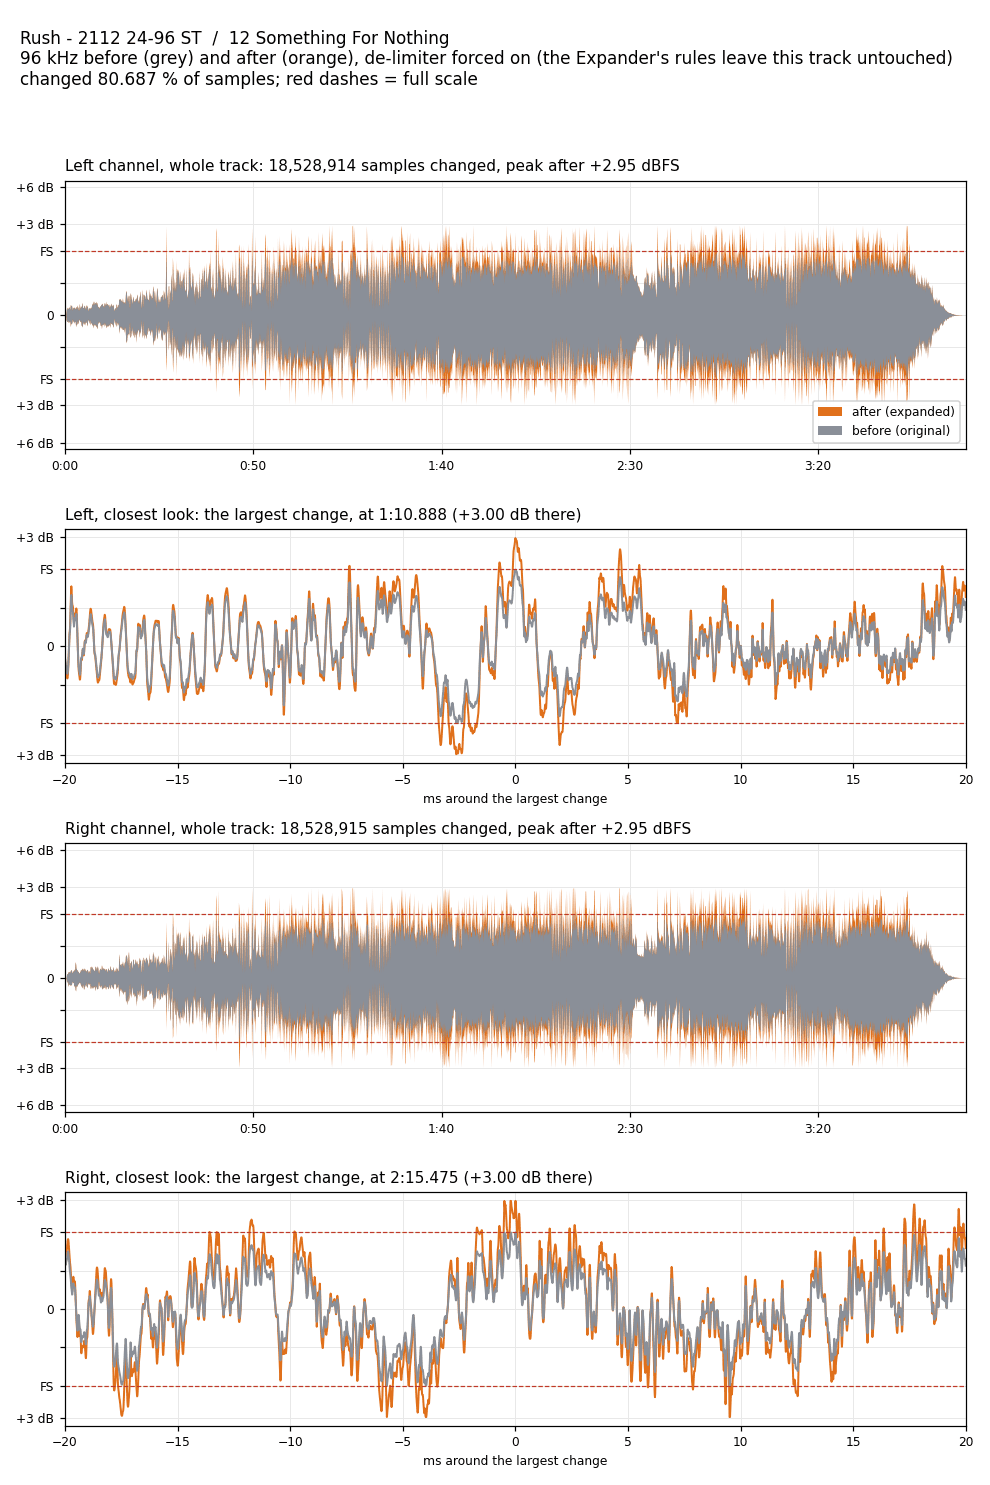 Rush - 2112 24-96 ST  /  12 Something For Nothing
96 kHz before (grey) and after (orange), de-limiter forced on (the Expander's rules leave this track untouched)
changed 80.687 % of samples; red dashes = full scale
Left channel, whole track: 18,528,914 samples changed, peak after +2.95 dBFS
+6 dB
+3 dB
FS
0
FS
+3 dB
+6 dB
after (expanded)
before (original)
0:00 0:50 1:40 2:30 3:20
Left, closest look: the largest change, at 1:10.888 (+3.00 dB there)
+3 dB
FS
0
FS
+3 dB
−20 −15 −10 −5 0 5 10 15 20
ms around the largest change
Right channel, whole track: 18,528,915 samples changed, peak after +2.95 dBFS
+6 dB
+3 dB
FS
0
FS
+3 dB
+6 dB
0:00 0:50 1:40 2:30 3:20
Right, closest look: the largest change, at 2:15.475 (+3.00 dB there)
+3 dB
FS
0
FS
+3 dB
−20 −15 −10 −5 0 5 10 15 20
ms around the largest change